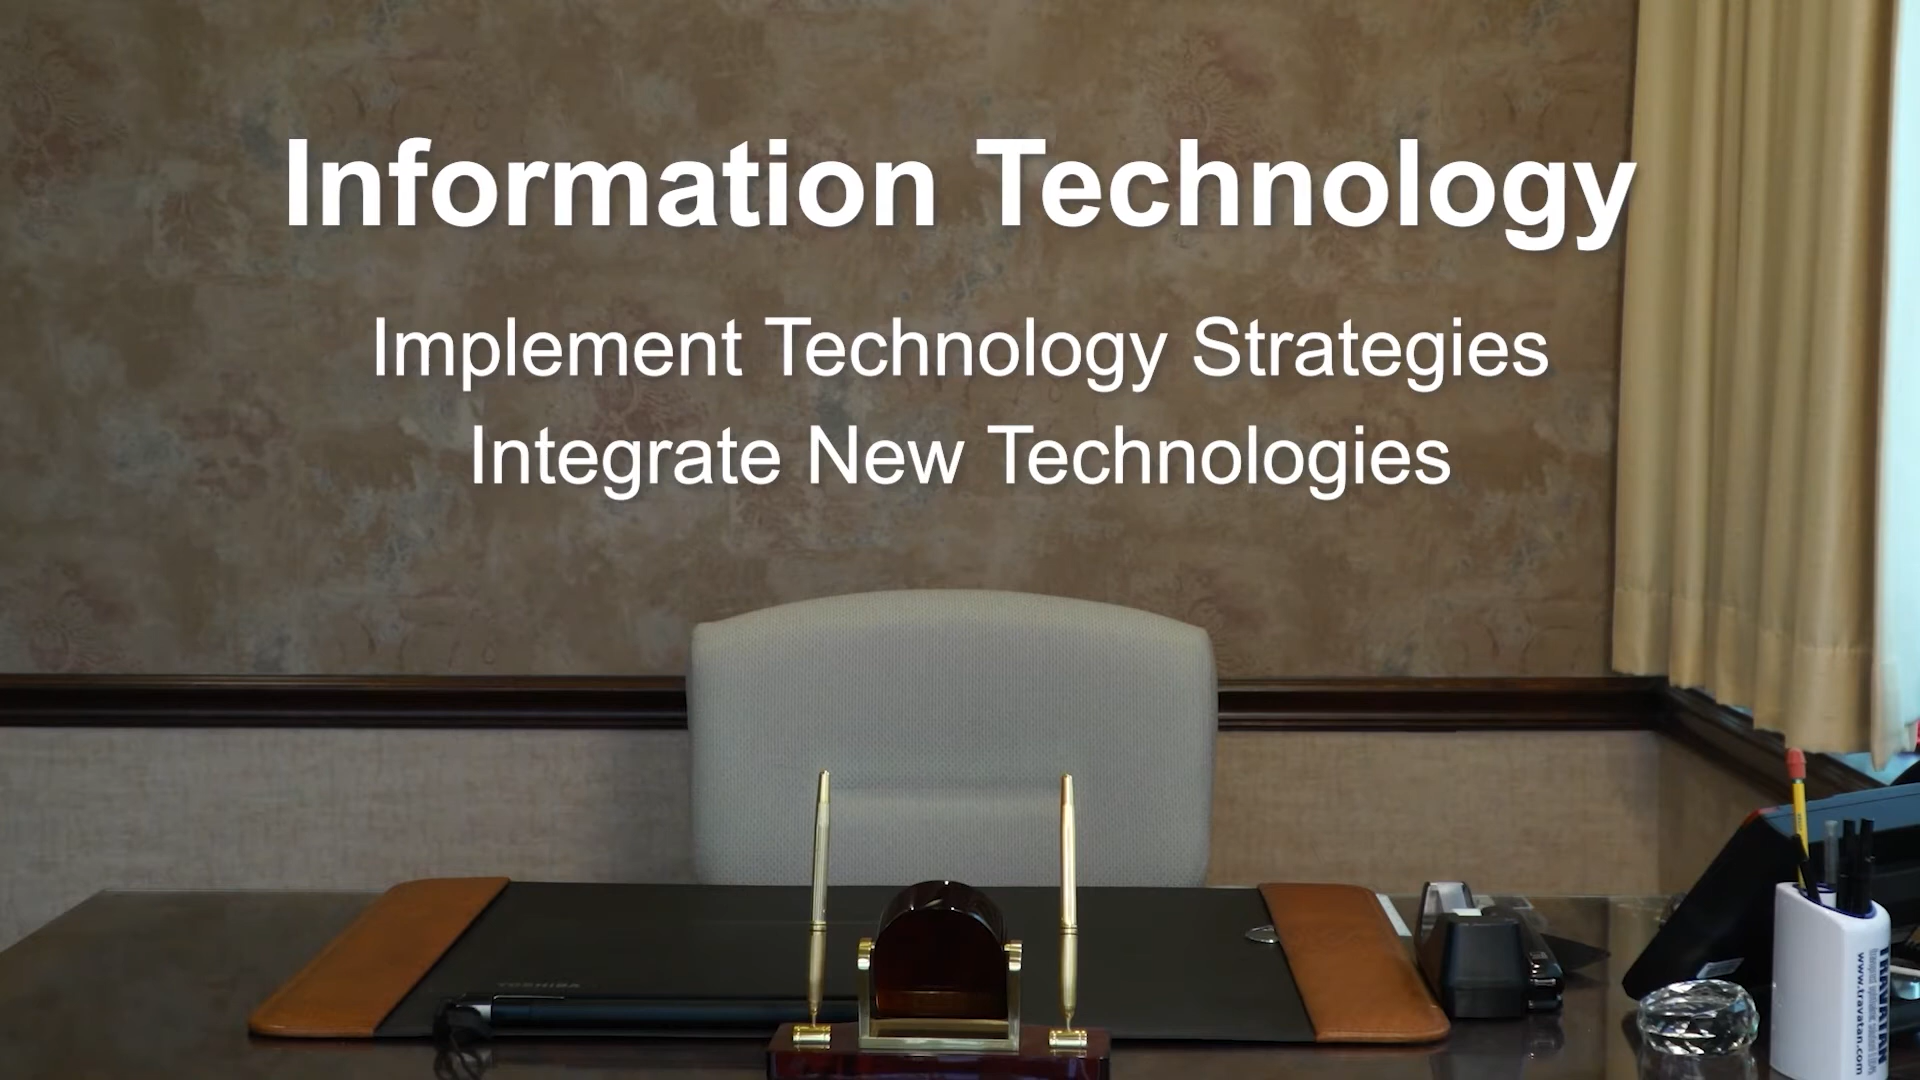 Information Technology
Implement Technology Strategies
Integrate New Technologies
TOSHIBA
TRAVATAN
www.travatan.com